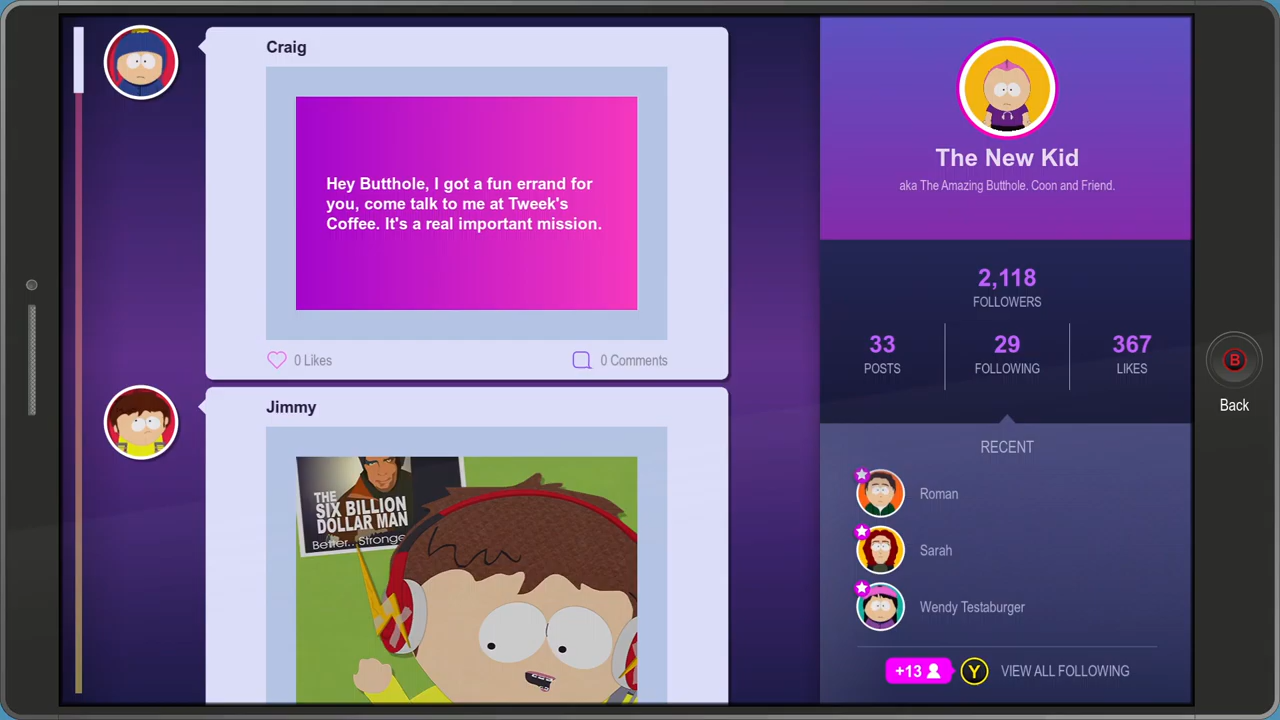 Craig
Hey Butthole, I got a fun errand for
you, come talk to me at Tweek's
Coffee. It's a real important mission.
0 Likes
0 Comments
Jimmy
THE
SIX BILLION
DOLLAR MAN
Better...Stronge
The New Kid
aka The Amazing Butthole. Coon and Friend.
2,118
FOLLOWERS
33
POSTS
29
FOLLOWING
367
LIKES
RECENT
Roman
Sarah
Wendy Testaburger
+13
Y
VIEW ALL FOLLOWING
B
Back